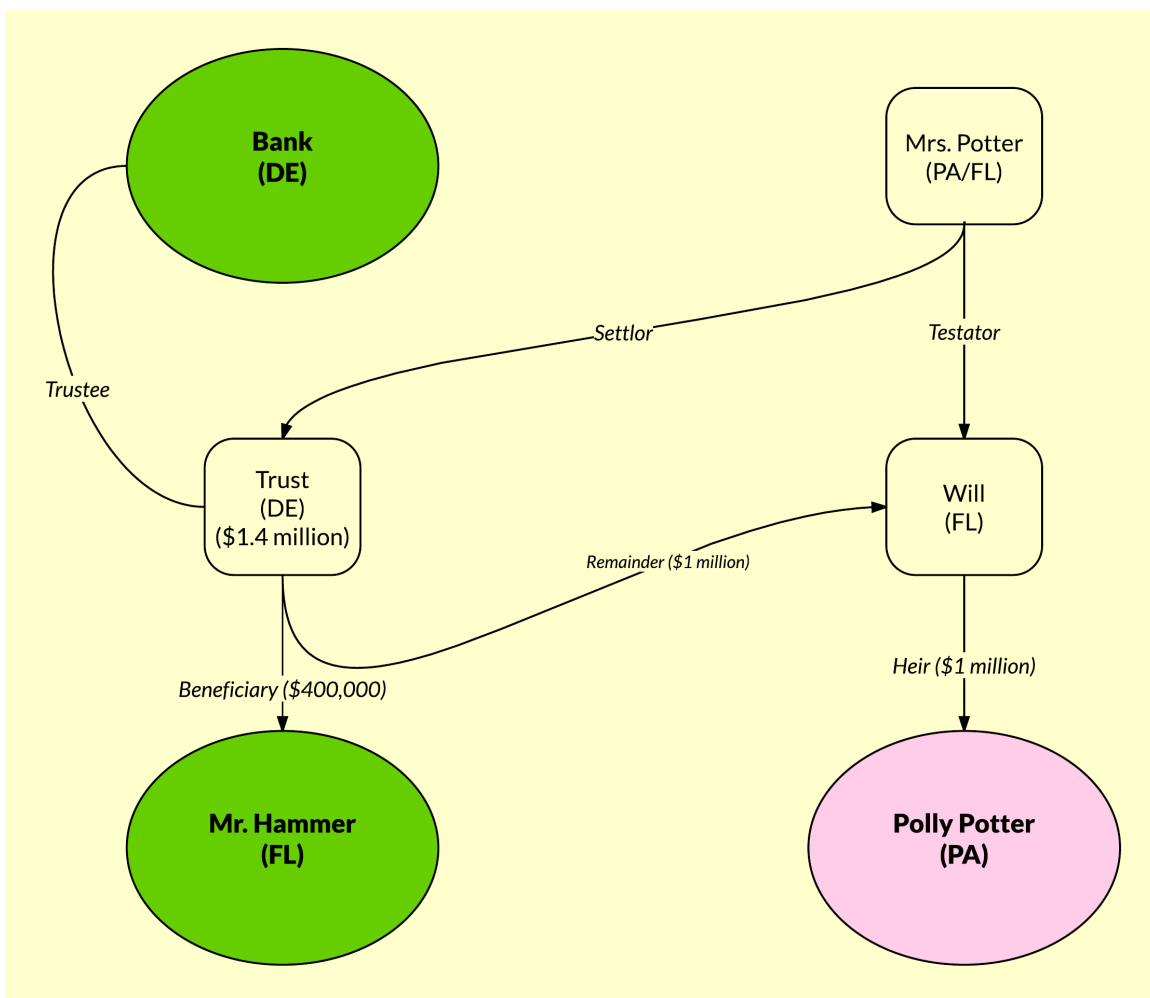 Bank
(DE)
Mrs. Potter
(PA/FL)
Settlor
Testator
Trustee
Trust
(DE)
($1.4 million)
Will
(FL)
Remainder ($1 million)
Heir ($1 million)
Beneficiary ($400,000)
Mr. Hammer
(FL)
Polly Potter
(PA)